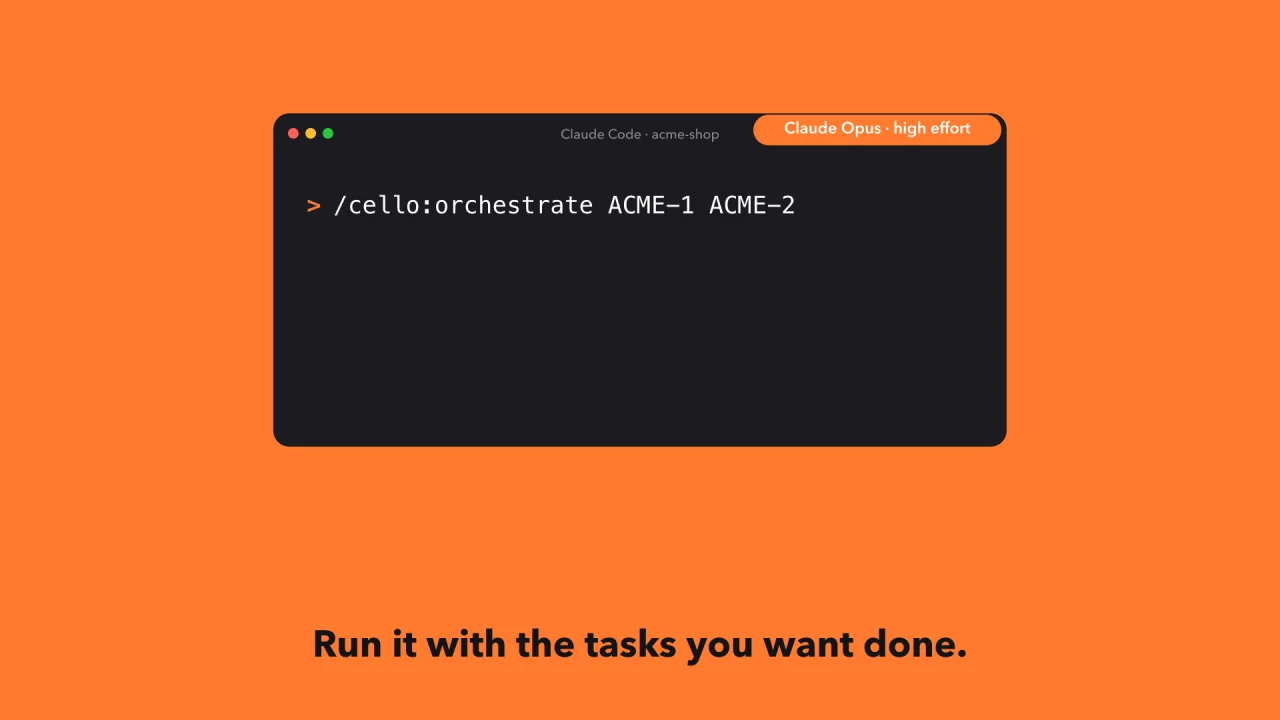 Claude Code · acme-shop
Claude Opus · high effort
> /cello:orchestrate ACME-1 ACME-2
Run it with the tasks you want done.